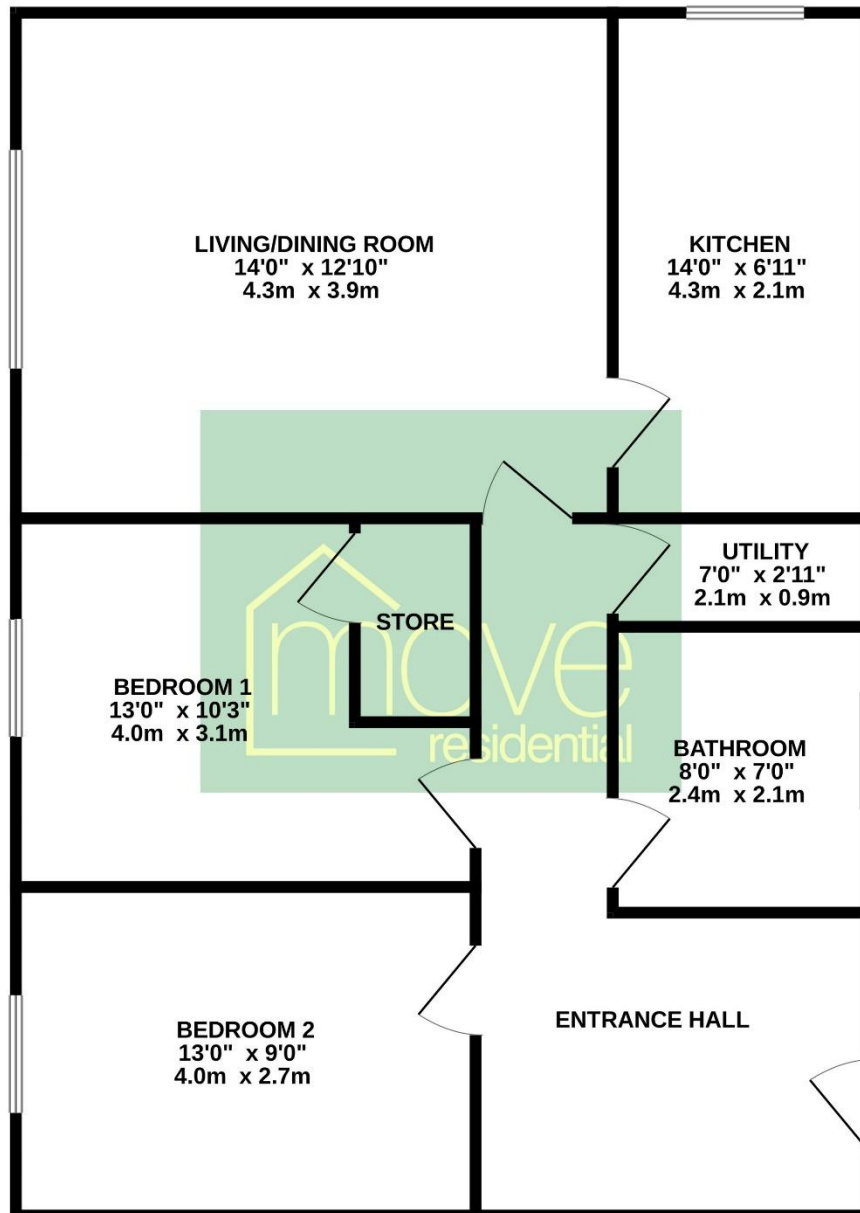 LIVING/DINING ROOM
14'0" x 12'10"
4.3m x 3.9m
KITCHEN
14'0" x 6'11"
4.3m x 2.1m
UTILITY
7'0" x 2'11"
2.1m x 0.9m
STORE
move
residential
BEDROOM 1
13'0" x 10'3"
4.0m x 3.1m
BATHROOM
8'0" x 7'0"
2.4m x 2.1m
BEDROOM 2
13'0" x 9'0"
4.0m x 2.7m
ENTRANCE HALL